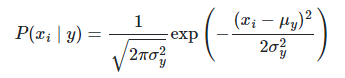 P(x_i | y) = \frac{1}{\sqrt{2\pi\sigma_y^2}} \exp\left(-\frac{(x_i - \mu_y)^2}{2\sigma_y^2}\right)